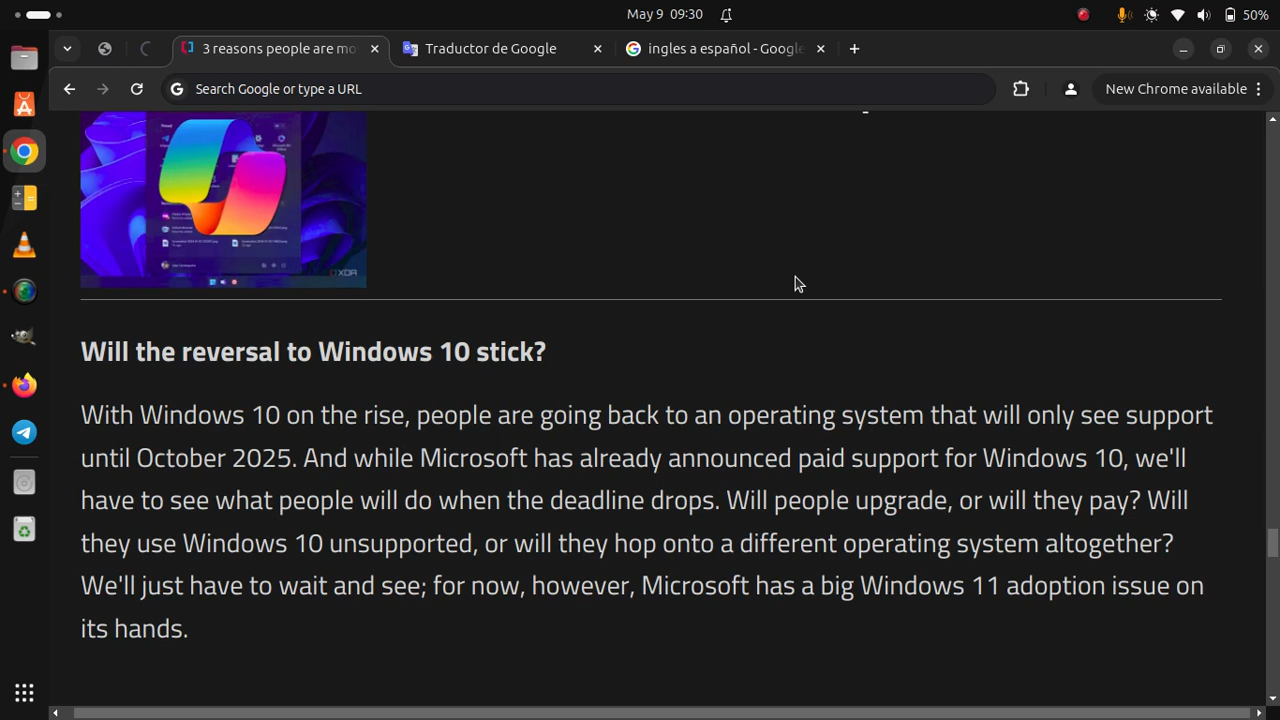 May 9 09:30
50%
3 reasons people are mo
Traductor de Google
ingles a español - Google
Search Google or type a URL
New Chrome available
XDA
Will the reversal to Windows 10 stick?
With Windows 10 on the rise, people are going back to an operating system that will only see support
until October 2025. And while Microsoft has already announced paid support for Windows 10, we'll
have to see what people will do when the deadline drops. Will people upgrade, or will they pay? Will
they use Windows 10 unsupported, or will they hop onto a different operating system altogether?
We'll just have to wait and see; for now, however, Microsoft has a big Windows 11 adoption issue on
its hands.